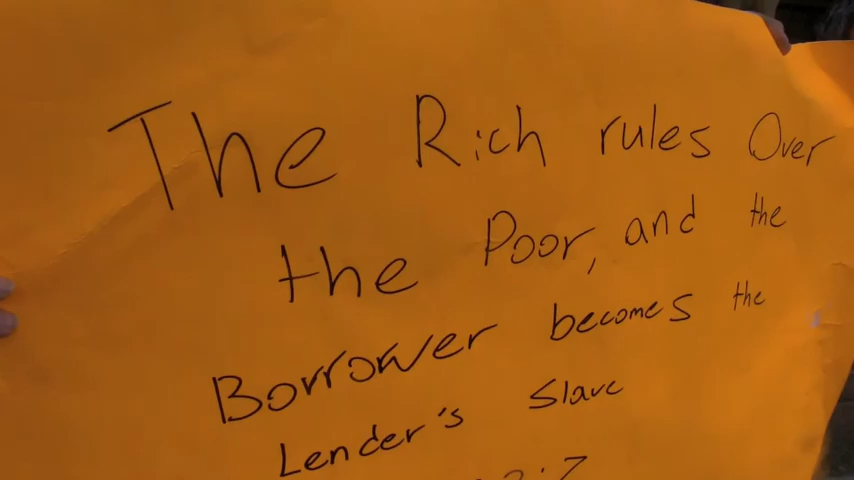 The Rich rules Over
the Poor, and the
Borrower becomes the
Lender's Slave